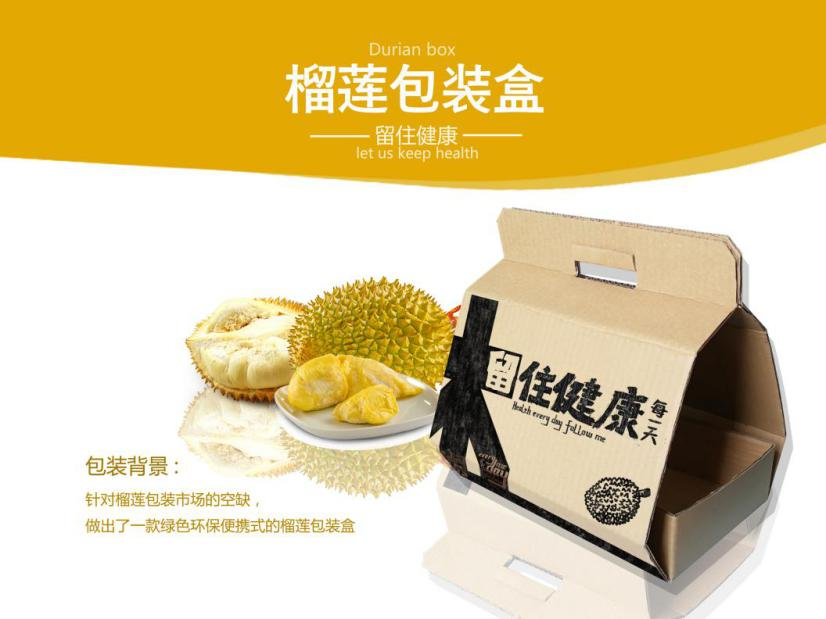 Durian box
榴莲包装盒
留住健康
let us keep health
留住健康
每一天
Health every day follow me
包装背景：
针对榴莲包装市场的空缺，
做出了一款绿色环保便携式的榴莲包装盒